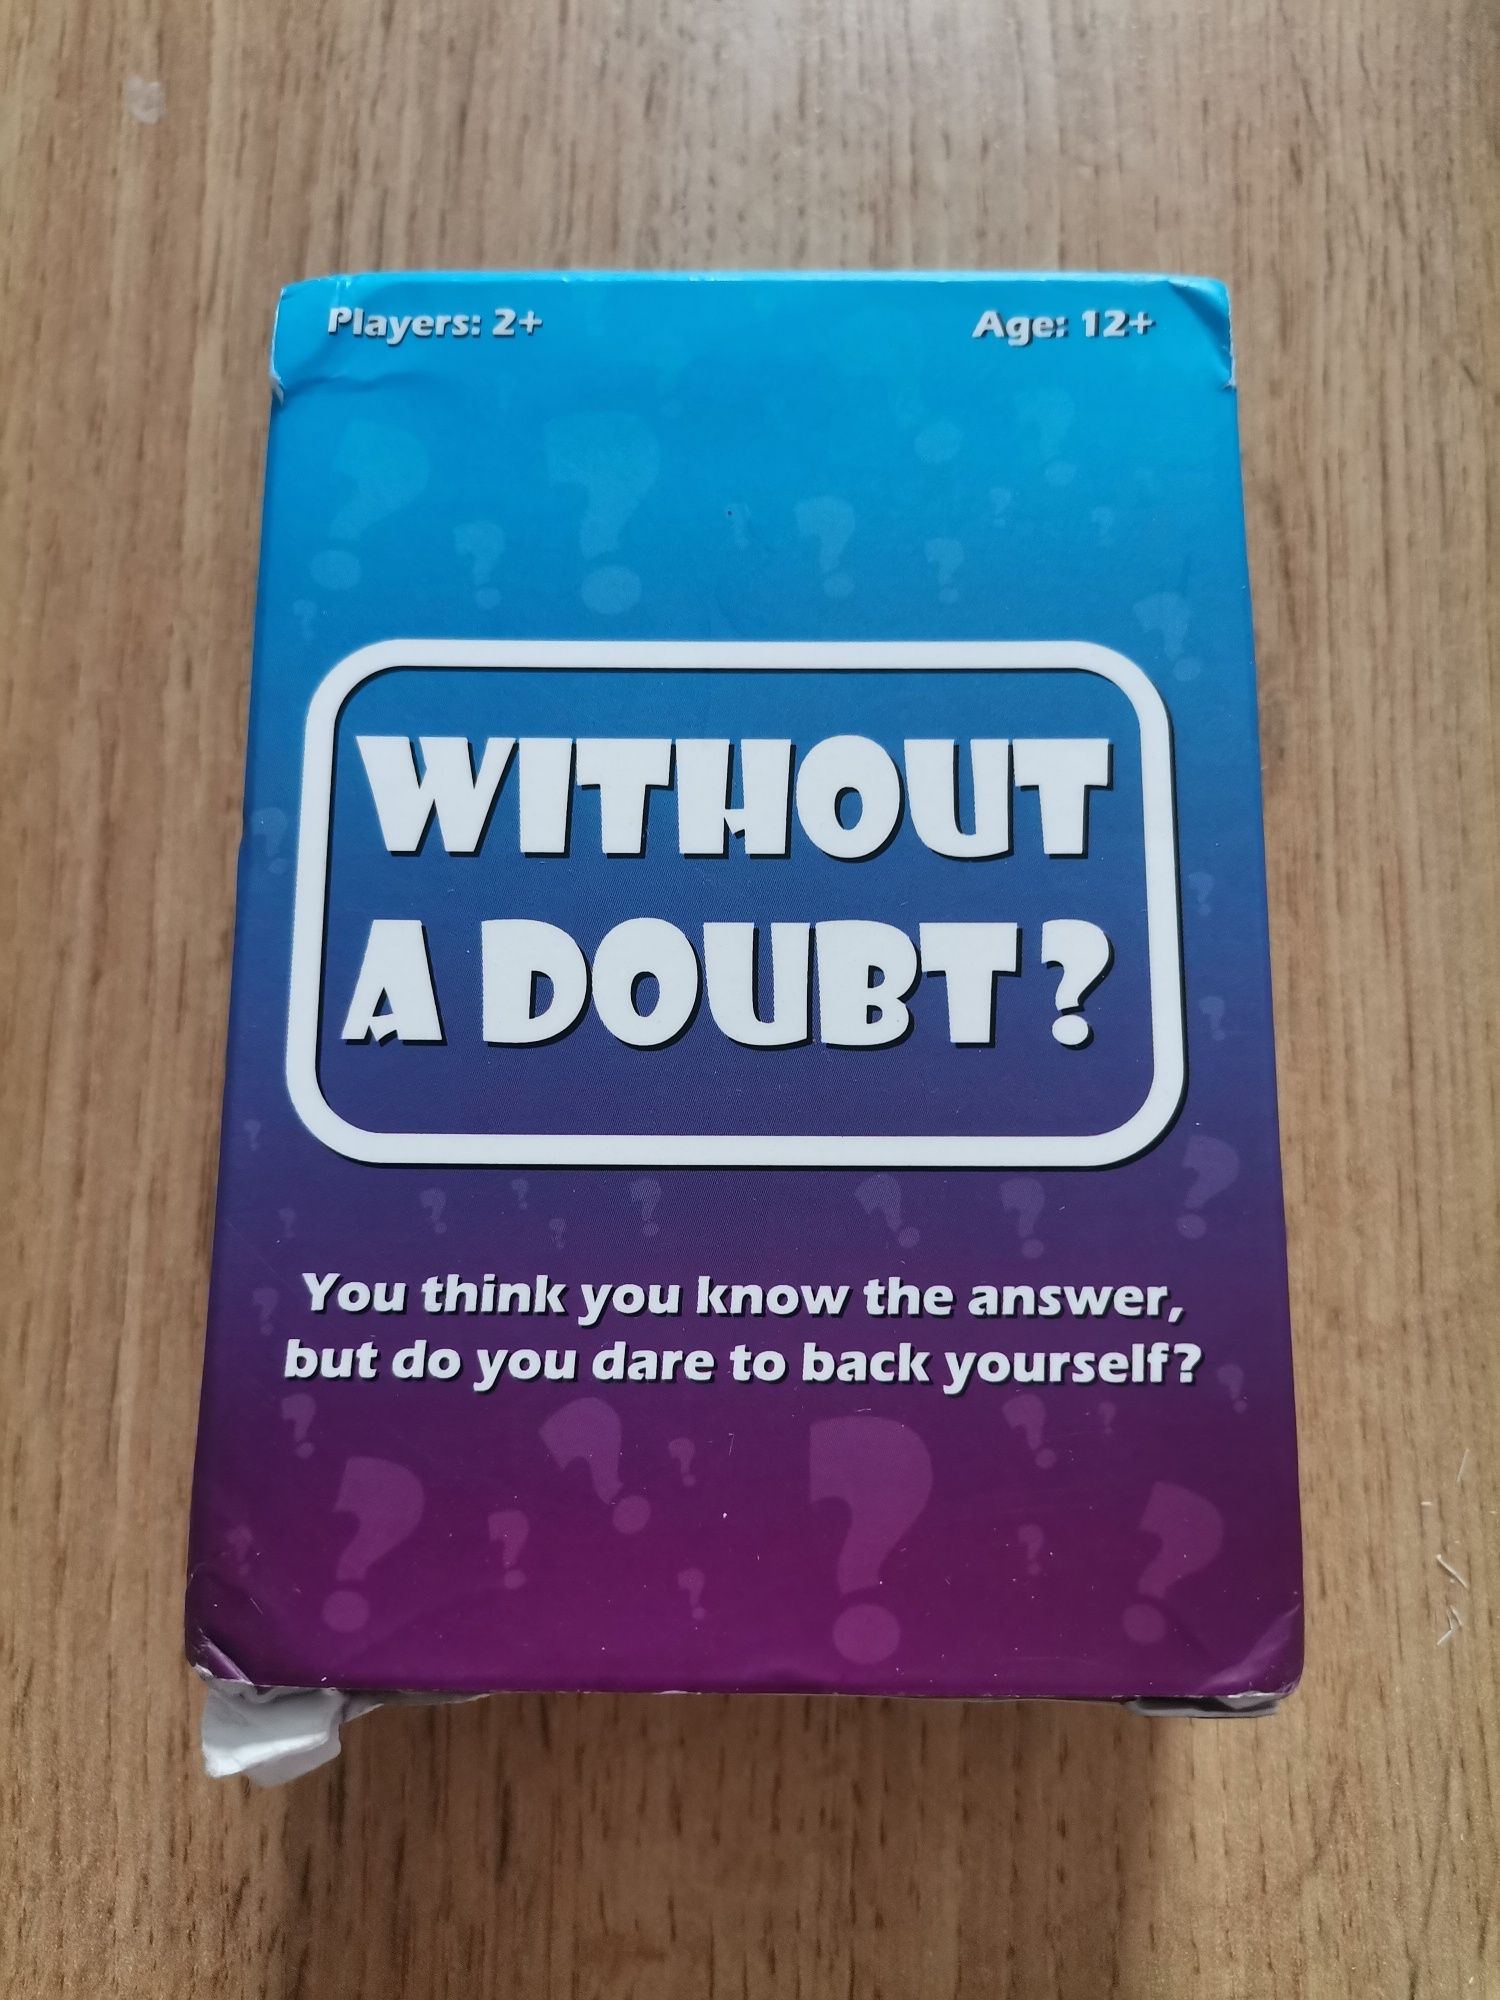 Players: 2+
Age: 12+
WITHOUT
A DOUBT?
You think you know the answer,
but do you dare to back yourself?